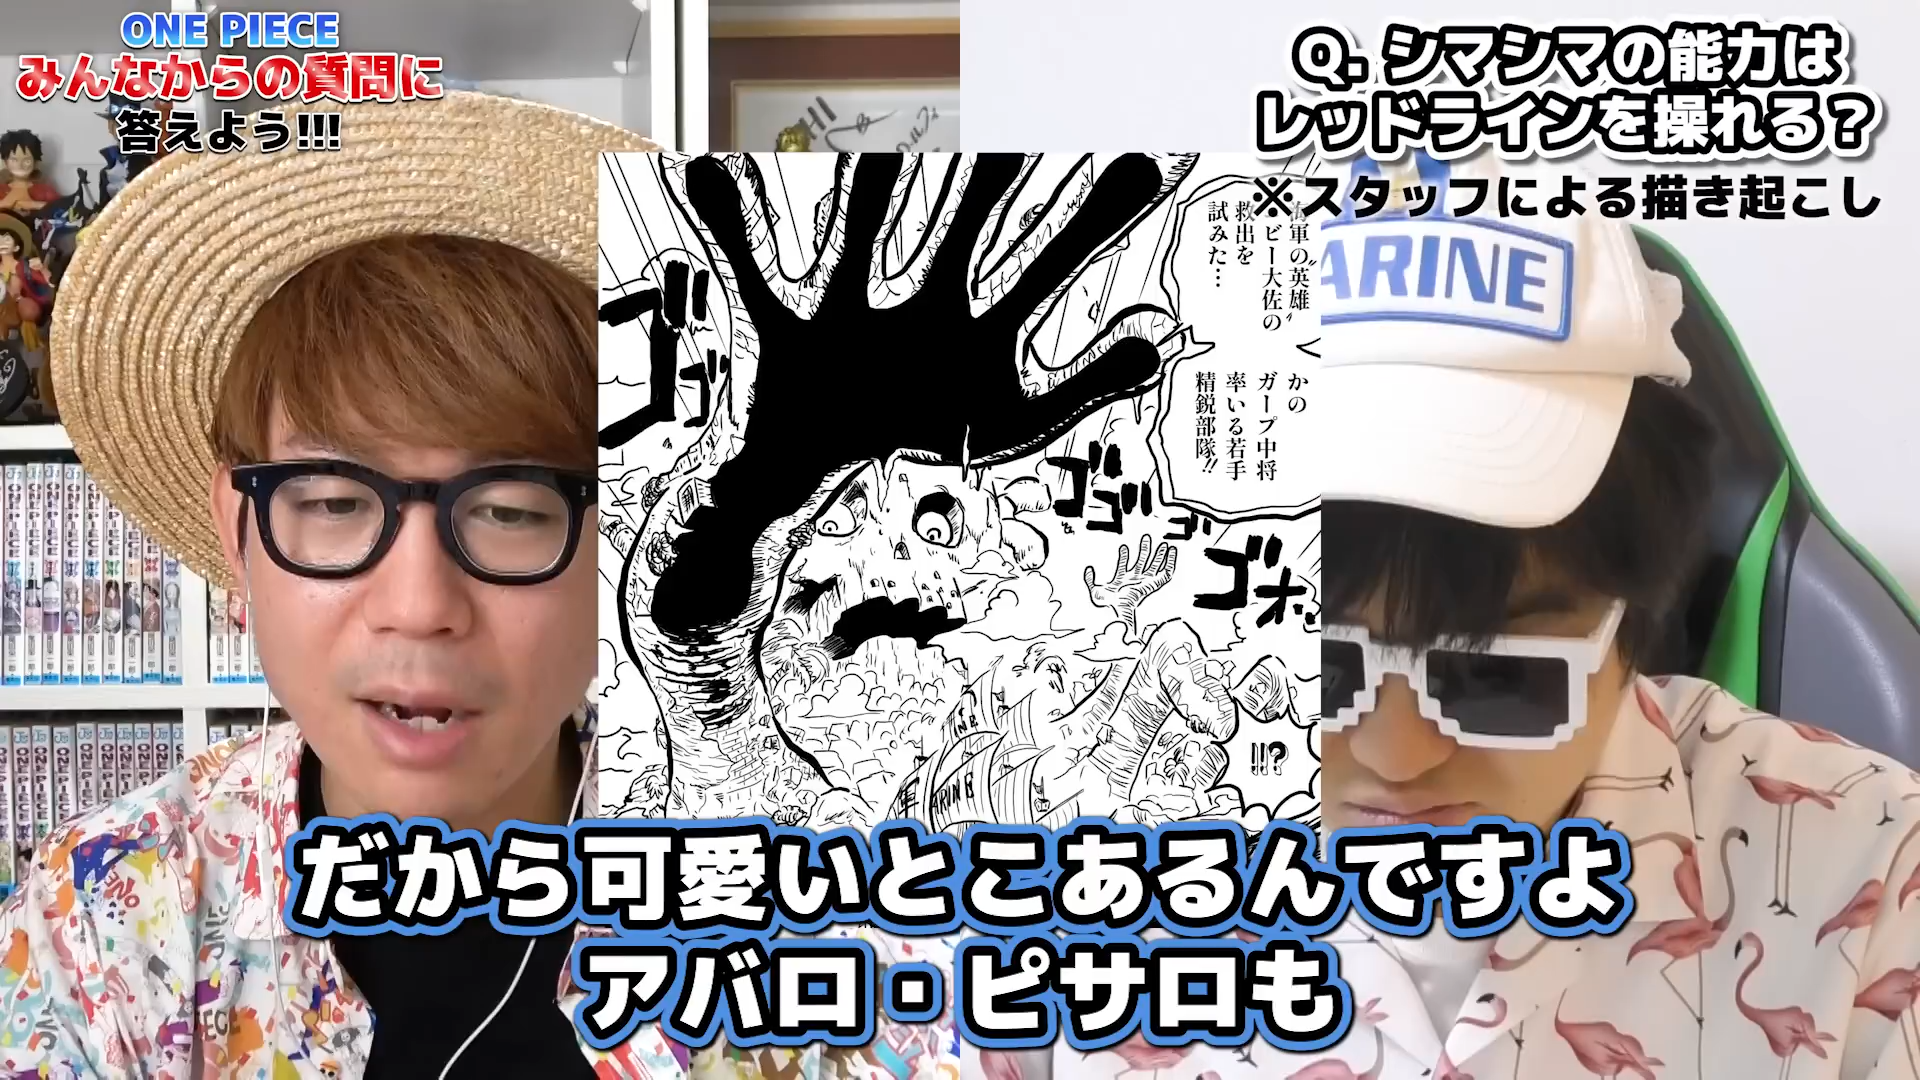 ONE PIECE
みんなからの質問に
答えよう!!!
Q. シマシマの能力は
レッドラインを操れる？
※スタッフによる描き起こし
海軍の〝英雄〟
コビー大佐の
救出を
試みた…
かの
ガープ中将
率いる若手
精鋭部隊!!
ゴゴ
ゴゴゴ
ゴオォ
!!?
MARINE
ARINE
だから可愛いとこあるんですよ
アバロ・ピサロも